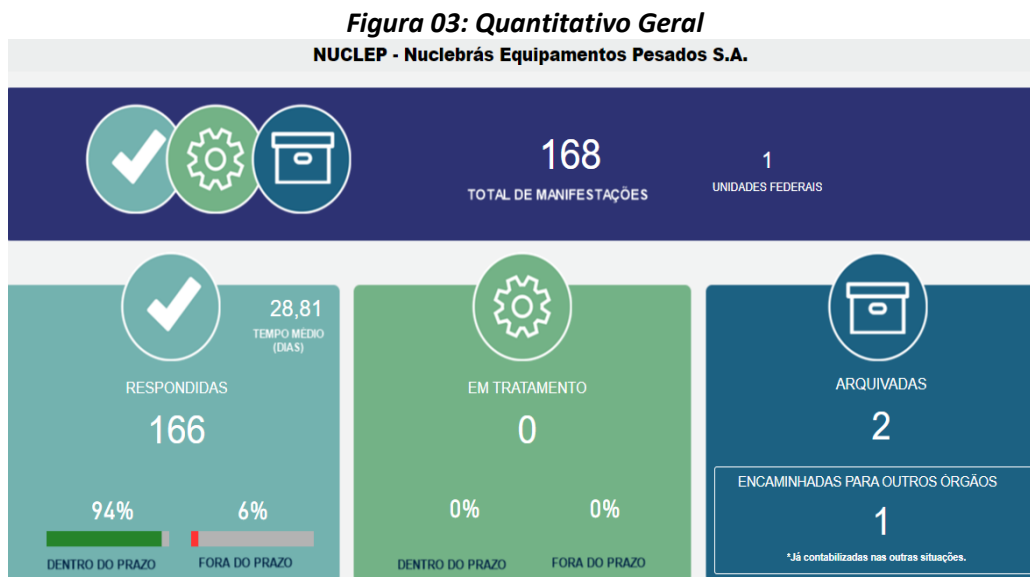 Figura 03: Quantitativo Geral
NUCLEP - Nuclebrás Equipamentos Pesados S.A.
168
TOTAL DE MANIFESTAÇÕES
1
UNIDADES FEDERAIS
28,81
TEMPO MÉDIO
(DIAS)
RESPONDIDAS
166
94%
6%
DENTRO DO PRAZO
FORA DO PRAZO
EM TRATAMENTO
0
0%
0%
DENTRO DO PRAZO
FORA DO PRAZO
ARQUIVADAS
2
ENCAMINHADAS PARA OUTROS ÓRGÃOS
1
*Já contabilizadas nas outras situações.